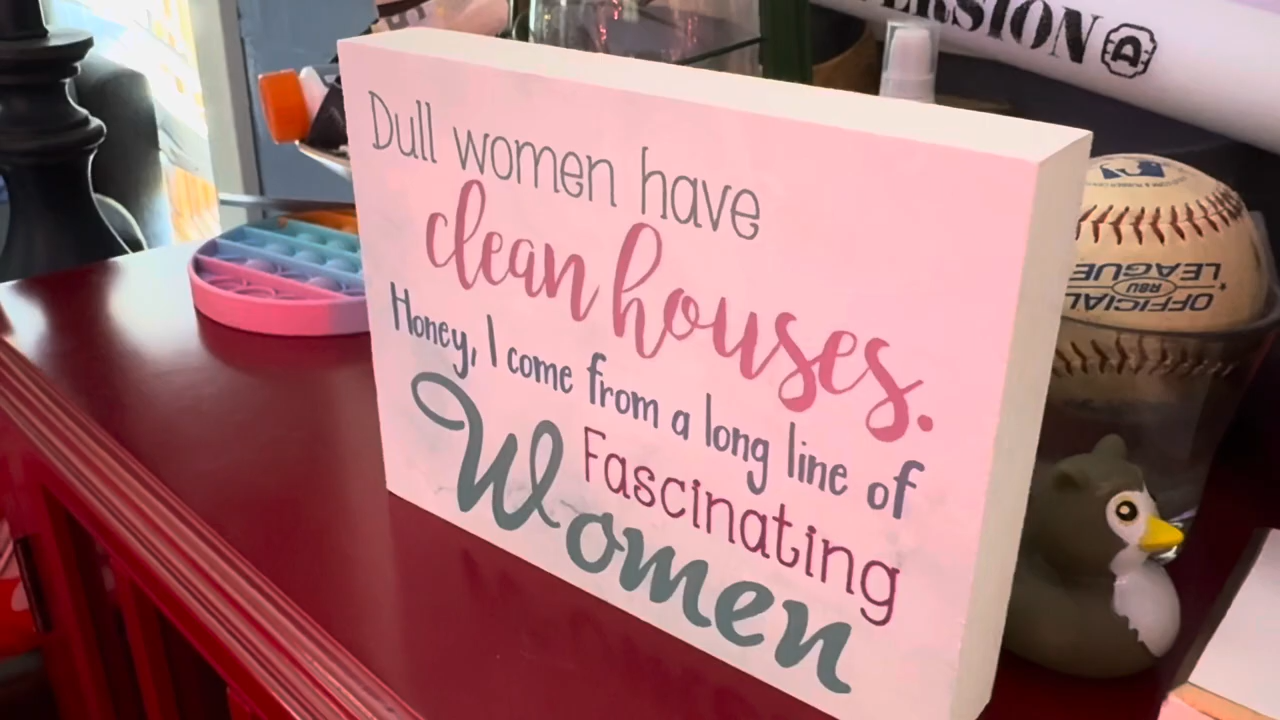 Dull women have
clean houses.
Honey, I come from a long line of
Fascinating
Women
ERSION
OFFICIAL
LEAGUE
RBU